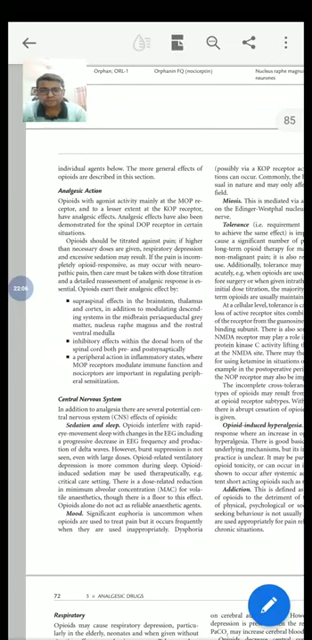 Orphan; ORL-1
Orphanin FQ (nociceptin)
Nucleus raphe magnus
neurones
85
individual agents below. The more general effects of
opioids are described in this section.
Analgesic Action
Opioids with agonist activity mainly at the MOP re-
ceptor, and to a lesser extent at the KOP receptor,
have analgesic effects. Analgesic effects have also been
demonstrated for the spinal DOP receptor in certain
situations.
Opioids should be titrated against pain; if higher
than necessary doses are given, respiratory depression
and excessive sedation may result. If the pain is incom-
pletely opioid-responsive, as may occur with neuro-
pathic pain, then care must be taken with dose titration
and a detailed reassessment of analgesic response is es-
sential. Opioids exert their analgesic effect by:
• supraspinal effects in the brainstem, thalamus
and cortex, in addition to modulating descend-
ing systems in the midbrain periaqueductal grey
matter, nucleus raphe magnus and the rostral
ventral medulla
• inhibitory effects within the dorsal horn of the
spinal cord both pre- and postsynaptically
• a peripheral action in inflammatory states, where
MOP receptors modulate immune function and
nociceptors are important in regulating periph-
eral sensitization.
Central Nervous System
In addition to analgesia there are several potential cen-
tral nervous system (CNS) effects of opioids:
Sedation and sleep. Opioids interfere with rapid-
eye-movement sleep with changes in the EEG including
a progressive decrease in EEG frequency and produc-
tion of delta waves. However, burst suppression is not
seen, even with large doses. Opioid-related ventilatory
depression is more common during sleep. Opioid-
induced sedation may be used therapeutically, e.g.
critical care setting. There is a dose-related reduction
in minimum alveolar concentration (MAC) for vola-
tile anaesthetics, though there is a floor to this effect.
Opioids alone do not act as reliable anaesthetic agents.
Mood. Significant euphoria is uncommon when
opioids are used to treat pain but it occurs frequently
when they are used inappropriately. Dysphoria
(possibly via a KOP receptor ac
tions can occur. Commonly, the l
sual in nature and may only affe
field.
Miosis. This is mediated via a
on the Edinger-Westphal nucleus
nerve.
Tolerance (i.e. requirement
to achieve the same effect) is im
cause a significant number of p
long-term opioid therapy for m
non-malignant pain; it is also re
use. Additionally, tolerance may
acutely, e.g. when opioids are used
fore surgery or when given intrath
initial dose titration, the majority
term opioids usually maintain
At a cellular level, tolerance is c
loss of active receptor sites combi
of the receptor from the guanosine
binding subunit. There is also se
NMDA receptor may play a role i
protein kinase C activity lifting t
at the NMDA site. There may the
for using ketamine in situations o
example in the postoperative peri
the NOP receptor may also be im
The incomplete cross-toleran
types of opioids may result from
at opioid receptor subtypes. With
there is abrupt cessation of opioid
is given.
Opioid-induced hyperalgesia.
response where an increase in o
hyperalgesia. There is good basic
underlying mechanisms, but its in
practice is unclear. It may be par
opioid toxicity, or can occur in i
shown to occur after systemic ac
tent short acting opioids such as r
Addiction. This is defined as
of opioids to the detriment of
of physical, psychological or soc
seeking behaviour is not usually
are used appropriately for pain re
chronic situations.
22:06
72
3 • ANALGESIC DRUGS
Respiratory
Opioids may cause respiratory depression, particu-
larly in the elderly, neonates and when given without
on cerebral a
depression is pre
PaCO₂ may increase cerebral blood